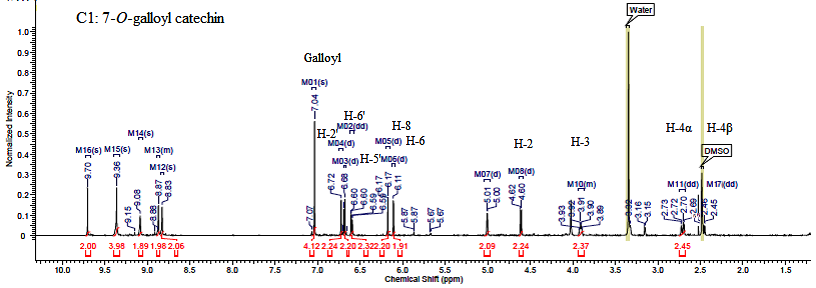 C1: 7-O-galloyl catechin
Water
Galloyl
M01(s)
7.04
H-2'
H-6'
M02(dd)
M04(d)
M03(d)
H-5'
H-8
M05(d)
H-6
M06(d)
H-2
H-3
H-4α
H-4β
DMSO
M16(s)
M15(s)
M14(s)
M13(m)
M12(s)
M07(d)
M08(d)
M10(m)
M11(dd)
M17(dd)
9.70
9.36
9.15
9.08
8.88
8.87
8.83
7.07
6.72
6.68
6.60
6.60
6.59
6.59
6.17
6.17
6.11
5.87
5.87
5.67
5.67
5.01
5.00
4.62
4.60
3.93
3.92
3.91
3.90
3.89
3.32
3.16
3.15
2.73
2.72
2.70
2.69
2.46
2.45
Normalized Intensity
1.0
0.9
0.8
0.7
0.6
0.5
0.4
0.3
0.2
0.1
0
2.00 3.98 1.89 1.98 2.06 4.12 2.24 2.20 2.32 2.20 1.91 2.09 2.24 2.37 2.45
10.0 9.5 9.0 8.5 8.0 7.5 7.0 6.5 6.0 5.5 5.0 4.5 4.0 3.5 3.0 2.5 2.0 1.5
Chemical Shift (ppm)